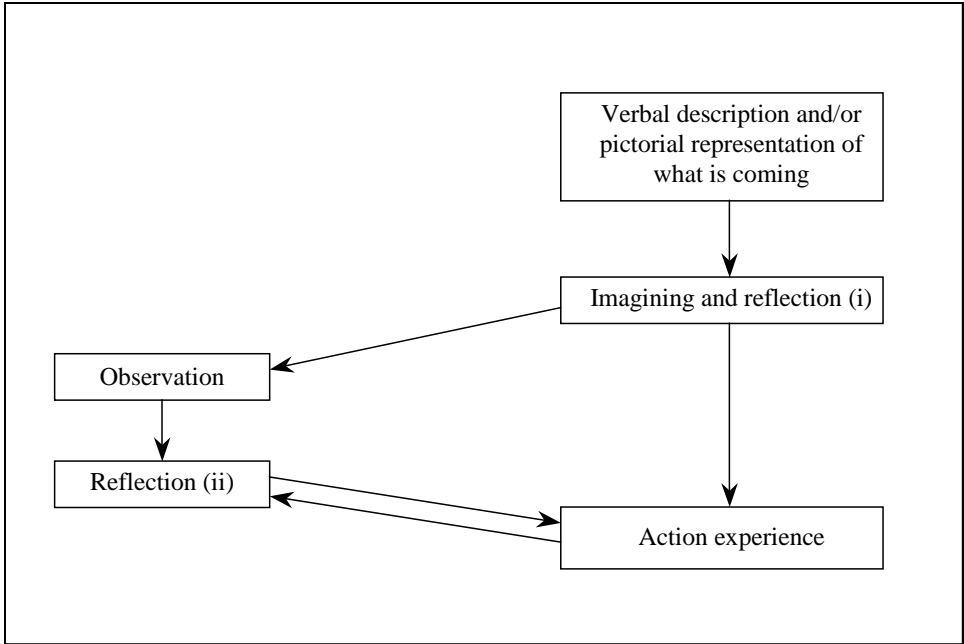 Verbal description and/or
pictorial representation of
what is coming
Imagining and reflection (i)
Observation
Reflection (ii)
Action experience